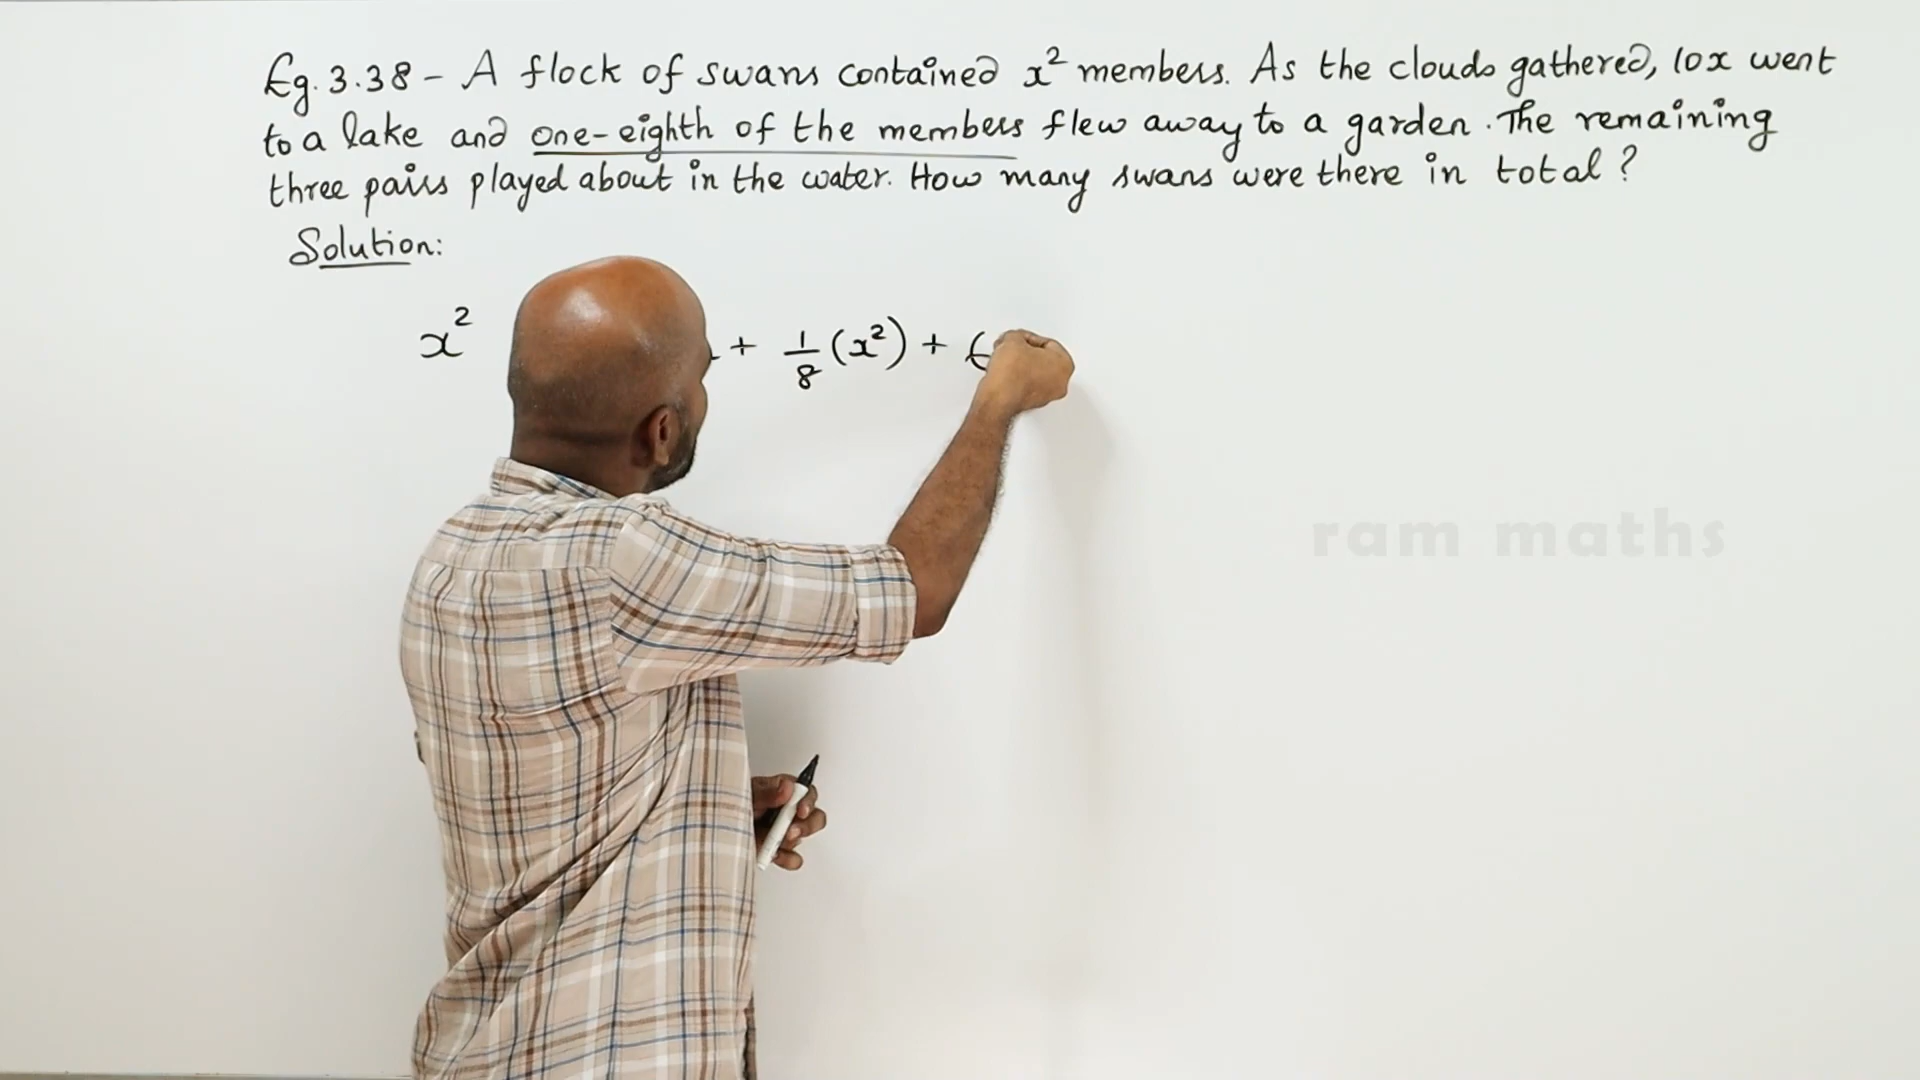 Eg. 3.38 - A flock of swans contained x² members. As the clouds gathered, 10x went
to a lake and one-eighth of the members flew away to a garden. The remaining
three pairs played about in the water. How many swans were there in total?
Solution:
x² + 1/8 (x²) + (
ram maths